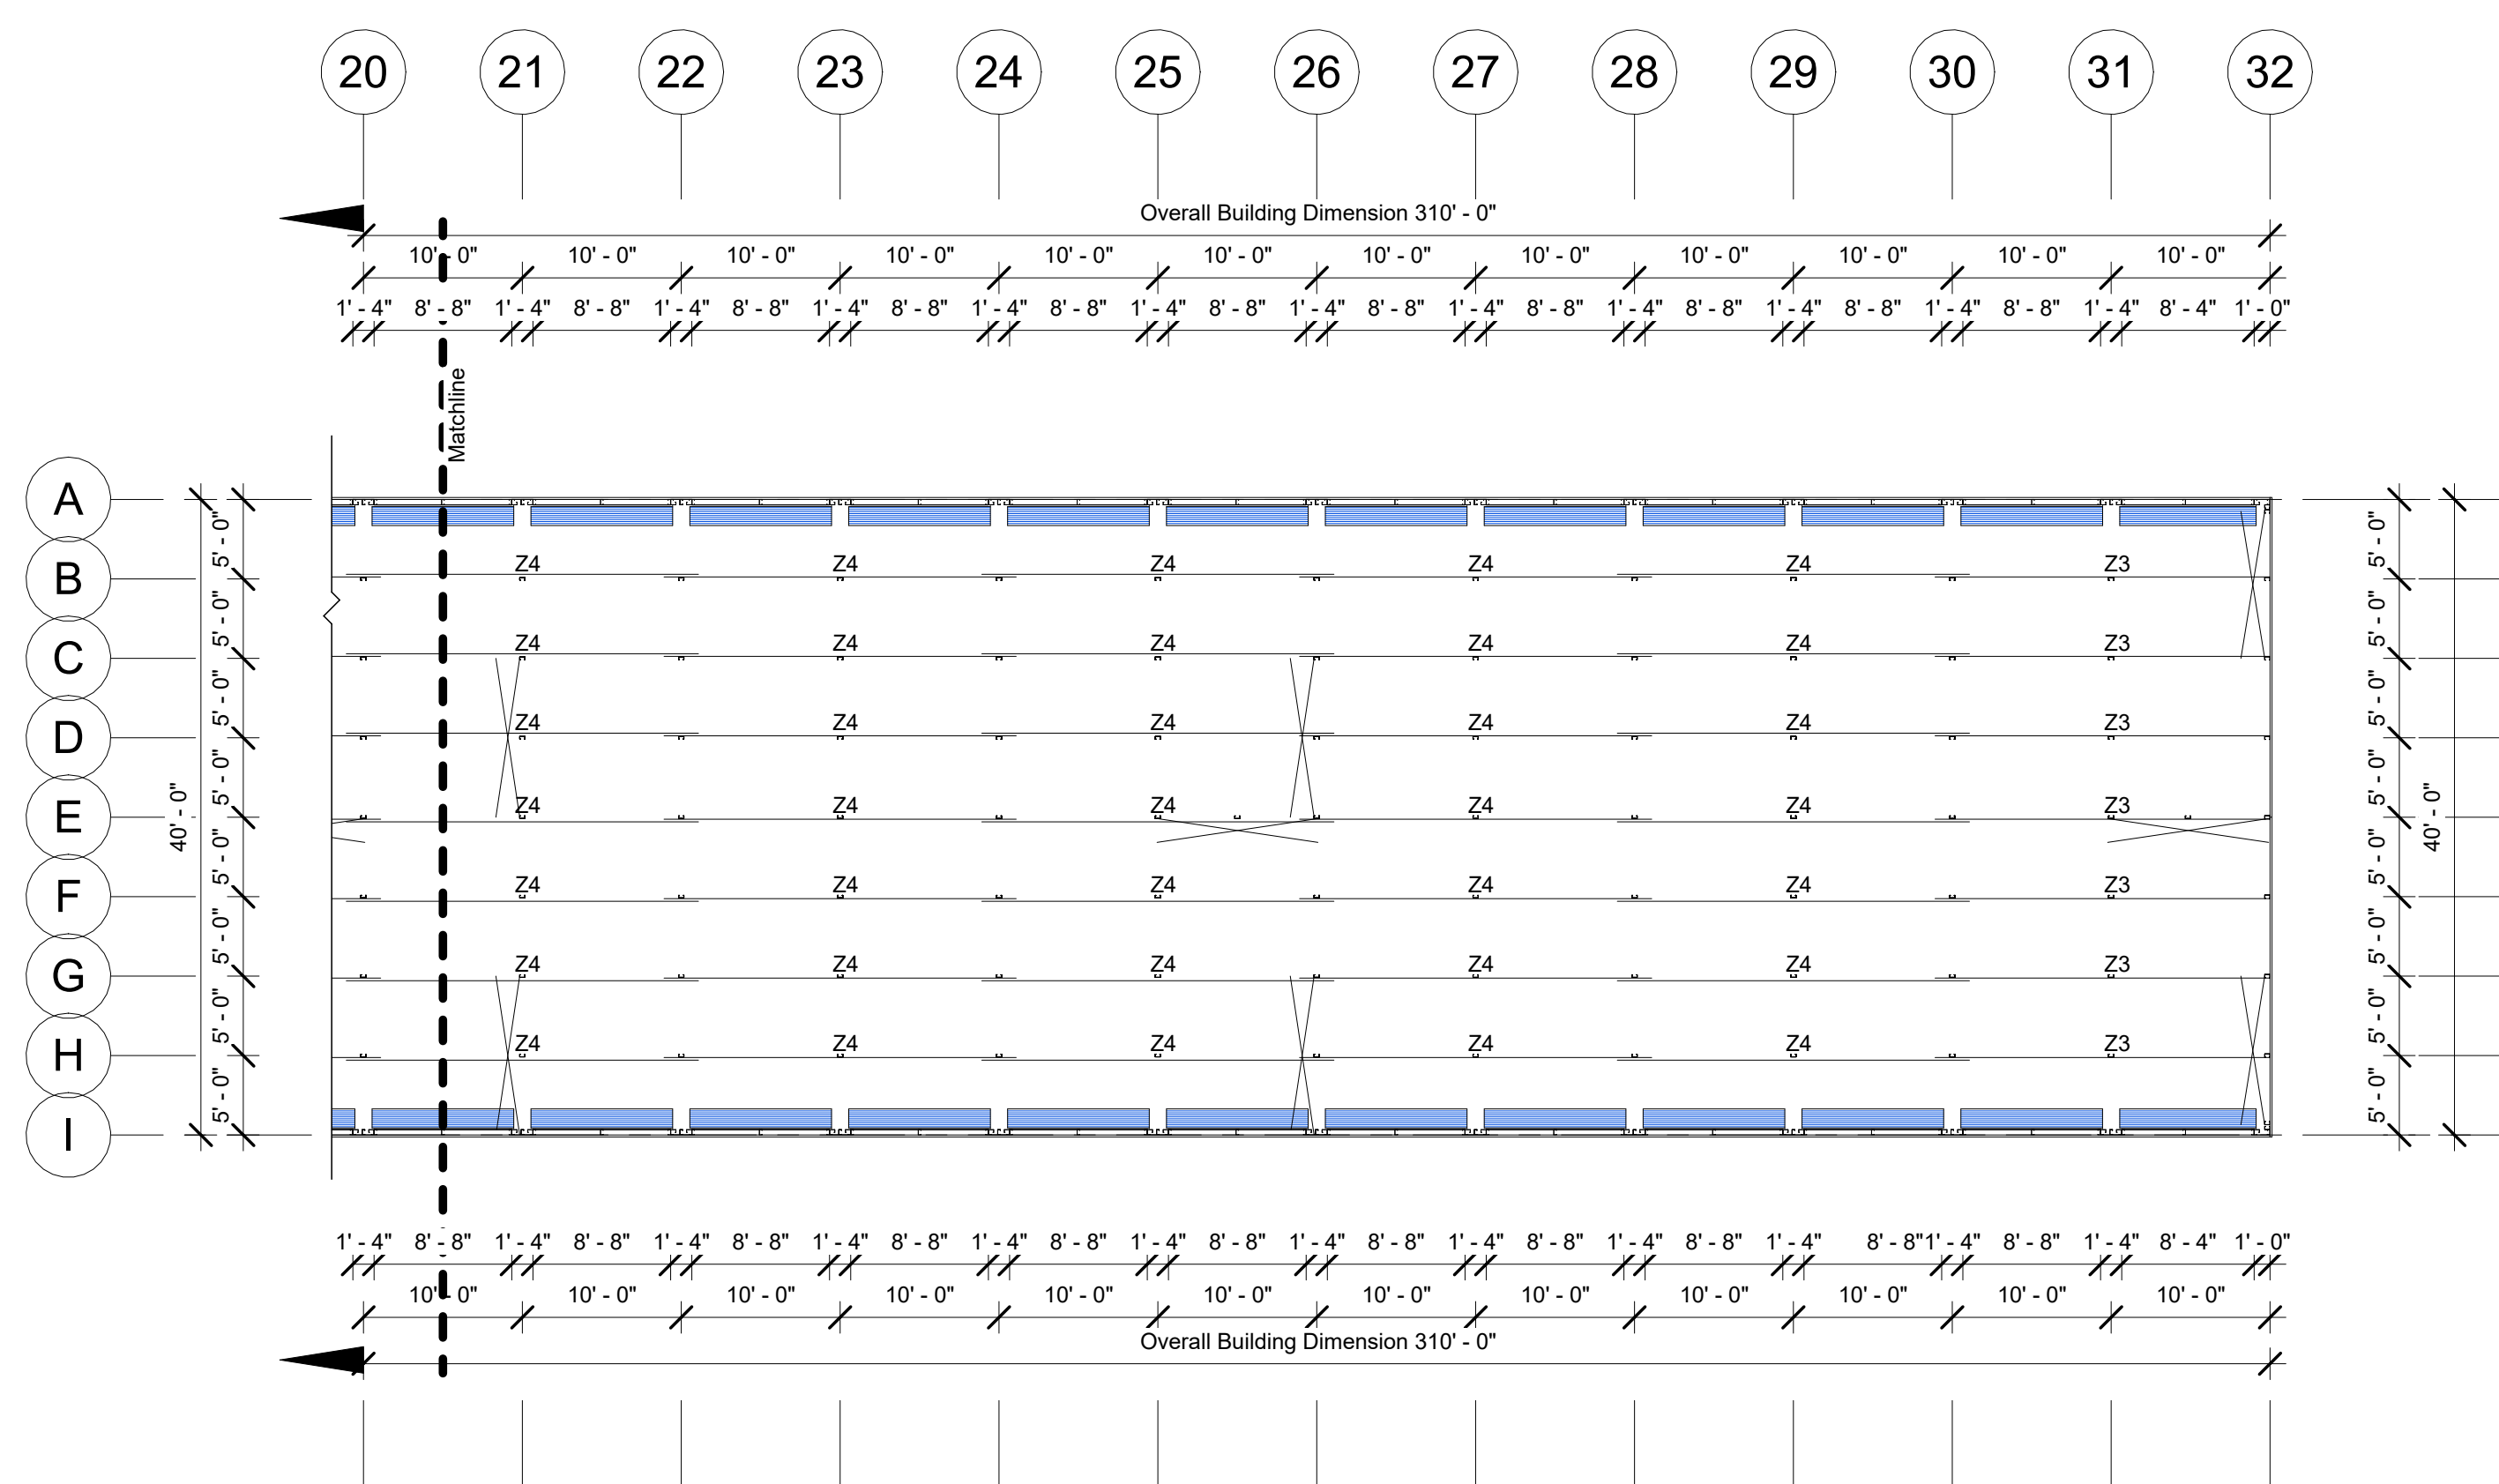 20 21 22 23 24 25 26 27 28 29 30 31 32
Overall Building Dimension 310' - 0"
10' - 0" 10' - 0" 10' - 0" 10' - 0" 10' - 0" 10' - 0" 10' - 0" 10' - 0" 10' - 0" 10' - 0" 10' - 0" 10' - 0"
1' - 4" 8' - 8" 1' - 4" 8' - 8" 1' - 4" 8' - 8" 1' - 4" 8' - 8" 1' - 4" 8' - 8" 1' - 4" 8' - 8" 1' - 4" 8' - 8" 1' - 4" 8' - 8" 1' - 4" 8' - 8" 1' - 4" 8' - 8" 1' - 4" 8' - 8" 1' - 4" 8' - 4" 1' - 0"
Matchline
A
5' - 0" 5' - 0"
B Z4 Z4 Z4 Z4 Z4 Z3
5' - 0" 5' - 0"
C Z4 Z4 Z4 Z4 Z4 Z3
5' - 0" 5' - 0"
D Z4 Z4 Z4 Z4 Z4 Z3
5' - 0" 5' - 0"
40' - 0" 40' - 0"
E Z4 Z4 Z4 Z4 Z4 Z3
5' - 0" 5' - 0"
F Z4 Z4 Z4 Z4 Z4 Z3
5' - 0" 5' - 0"
G Z4 Z4 Z4 Z4 Z4 Z3
5' - 0" 5' - 0"
H Z4 Z4 Z4 Z4 Z4 Z3
5' - 0" 5' - 0"
I
1' - 4" 8' - 8" 1' - 4" 8' - 8" 1' - 4" 8' - 8" 1' - 4" 8' - 8" 1' - 4" 8' - 8" 1' - 4" 8' - 8" 1' - 4" 8' - 8" 1' - 4" 8' - 8" 1' - 4" 8' - 8" 1' - 4" 8' - 8" 1' - 4" 8' - 8" 1' - 4" 8' - 4" 1' - 0"
10' - 0" 10' - 0" 10' - 0" 10' - 0" 10' - 0" 10' - 0" 10' - 0" 10' - 0" 10' - 0" 10' - 0" 10' - 0" 10' - 0"
Overall Building Dimension 310' - 0"